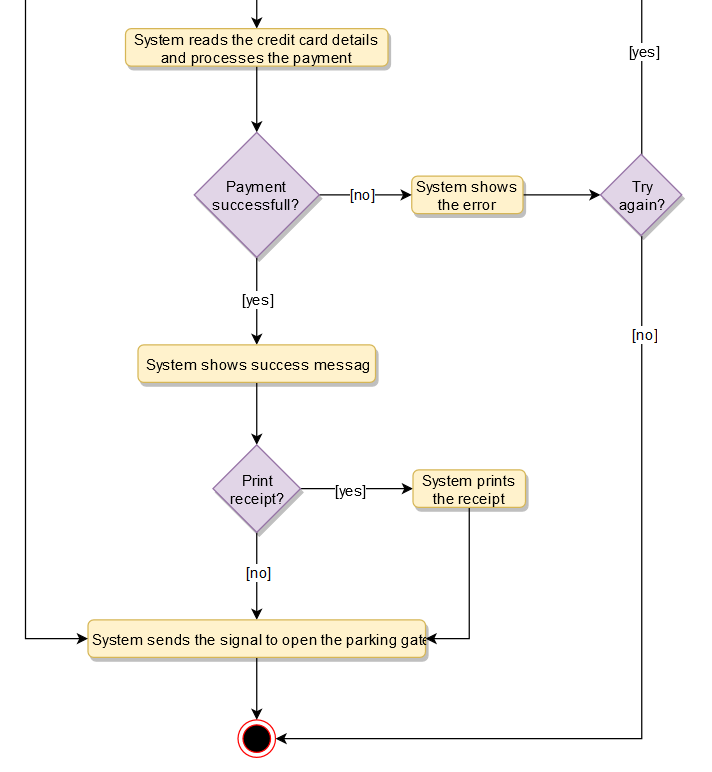 System reads the credit card details
and processes the payment
[yes]
Payment
successfull?
[no]
System shows
the error
Try
again?
[yes]
[no]
System shows success messag
Print
receipt?
[yes]
System prints
the receipt
[no]
System sends the signal to open the parking gate